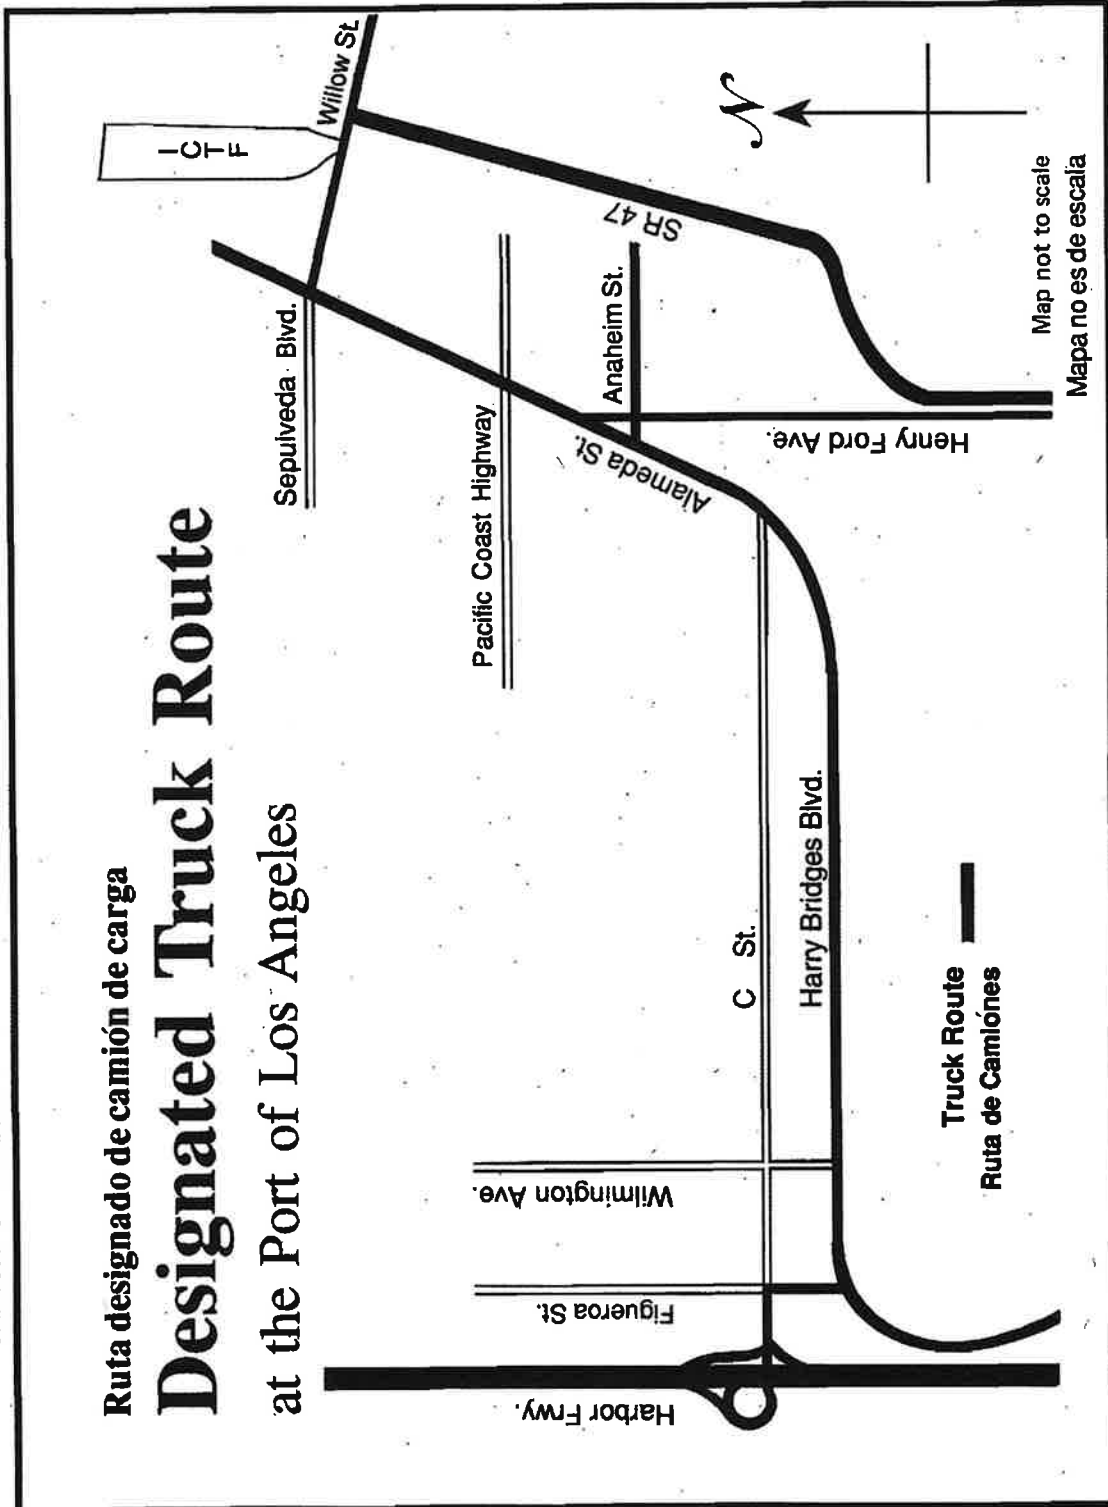 Ruta designado de camión de carga
Designated Truck Route
at the Port of Los Angeles
I
C
T
F
Willow St.
Sepulveda Blvd.
SR 47
Pacific Coast Highway
Anaheim St.
Alameda St.
Henry Ford Ave.
N
C St.
Harry Bridges Blvd.
Wilmington Ave.
Figueroa St.
Harbor Frwy.
Truck Route
Ruta de Camiónes
Map not to scale
Mapa no es de escala